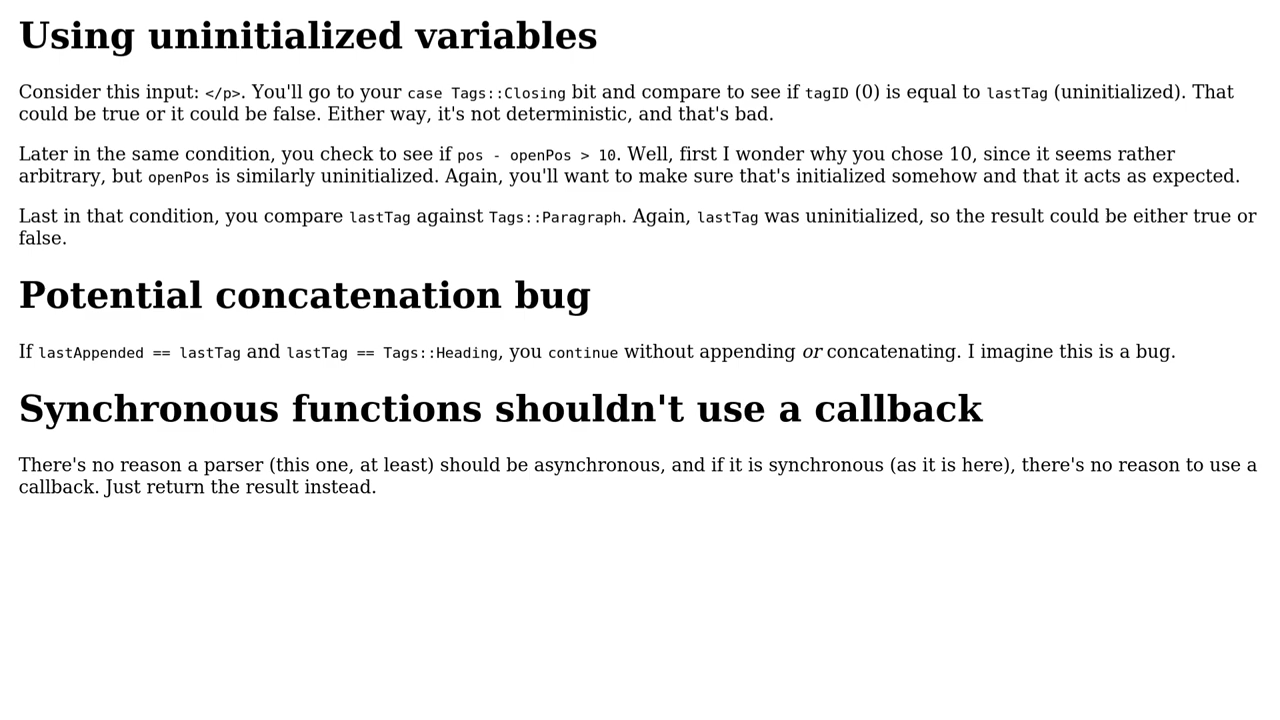 Using uninitialized variables
Consider this input: </p>. You'll go to your case Tags::Closing bit and compare to see if tagID (0) is equal to lastTag (uninitialized). That
could be true or it could be false. Either way, it's not deterministic, and that's bad.
Later in the same condition, you check to see if pos - openPos > 10. Well, first I wonder why you chose 10, since it seems rather
arbitrary, but openPos is similarly uninitialized. Again, you'll want to make sure that's initialized somehow and that it acts as expected.
Last in that condition, you compare lastTag against Tags::Paragraph. Again, lastTag was uninitialized, so the result could be either true or
false.
Potential concatenation bug
If lastAppended == lastTag and lastTag == Tags::Heading, you continue without appending or concatenating. I imagine this is a bug.
Synchronous functions shouldn't use a callback
There's no reason a parser (this one, at least) should be asynchronous, and if it is synchronous (as it is here), there's no reason to use a
callback. Just return the result instead.